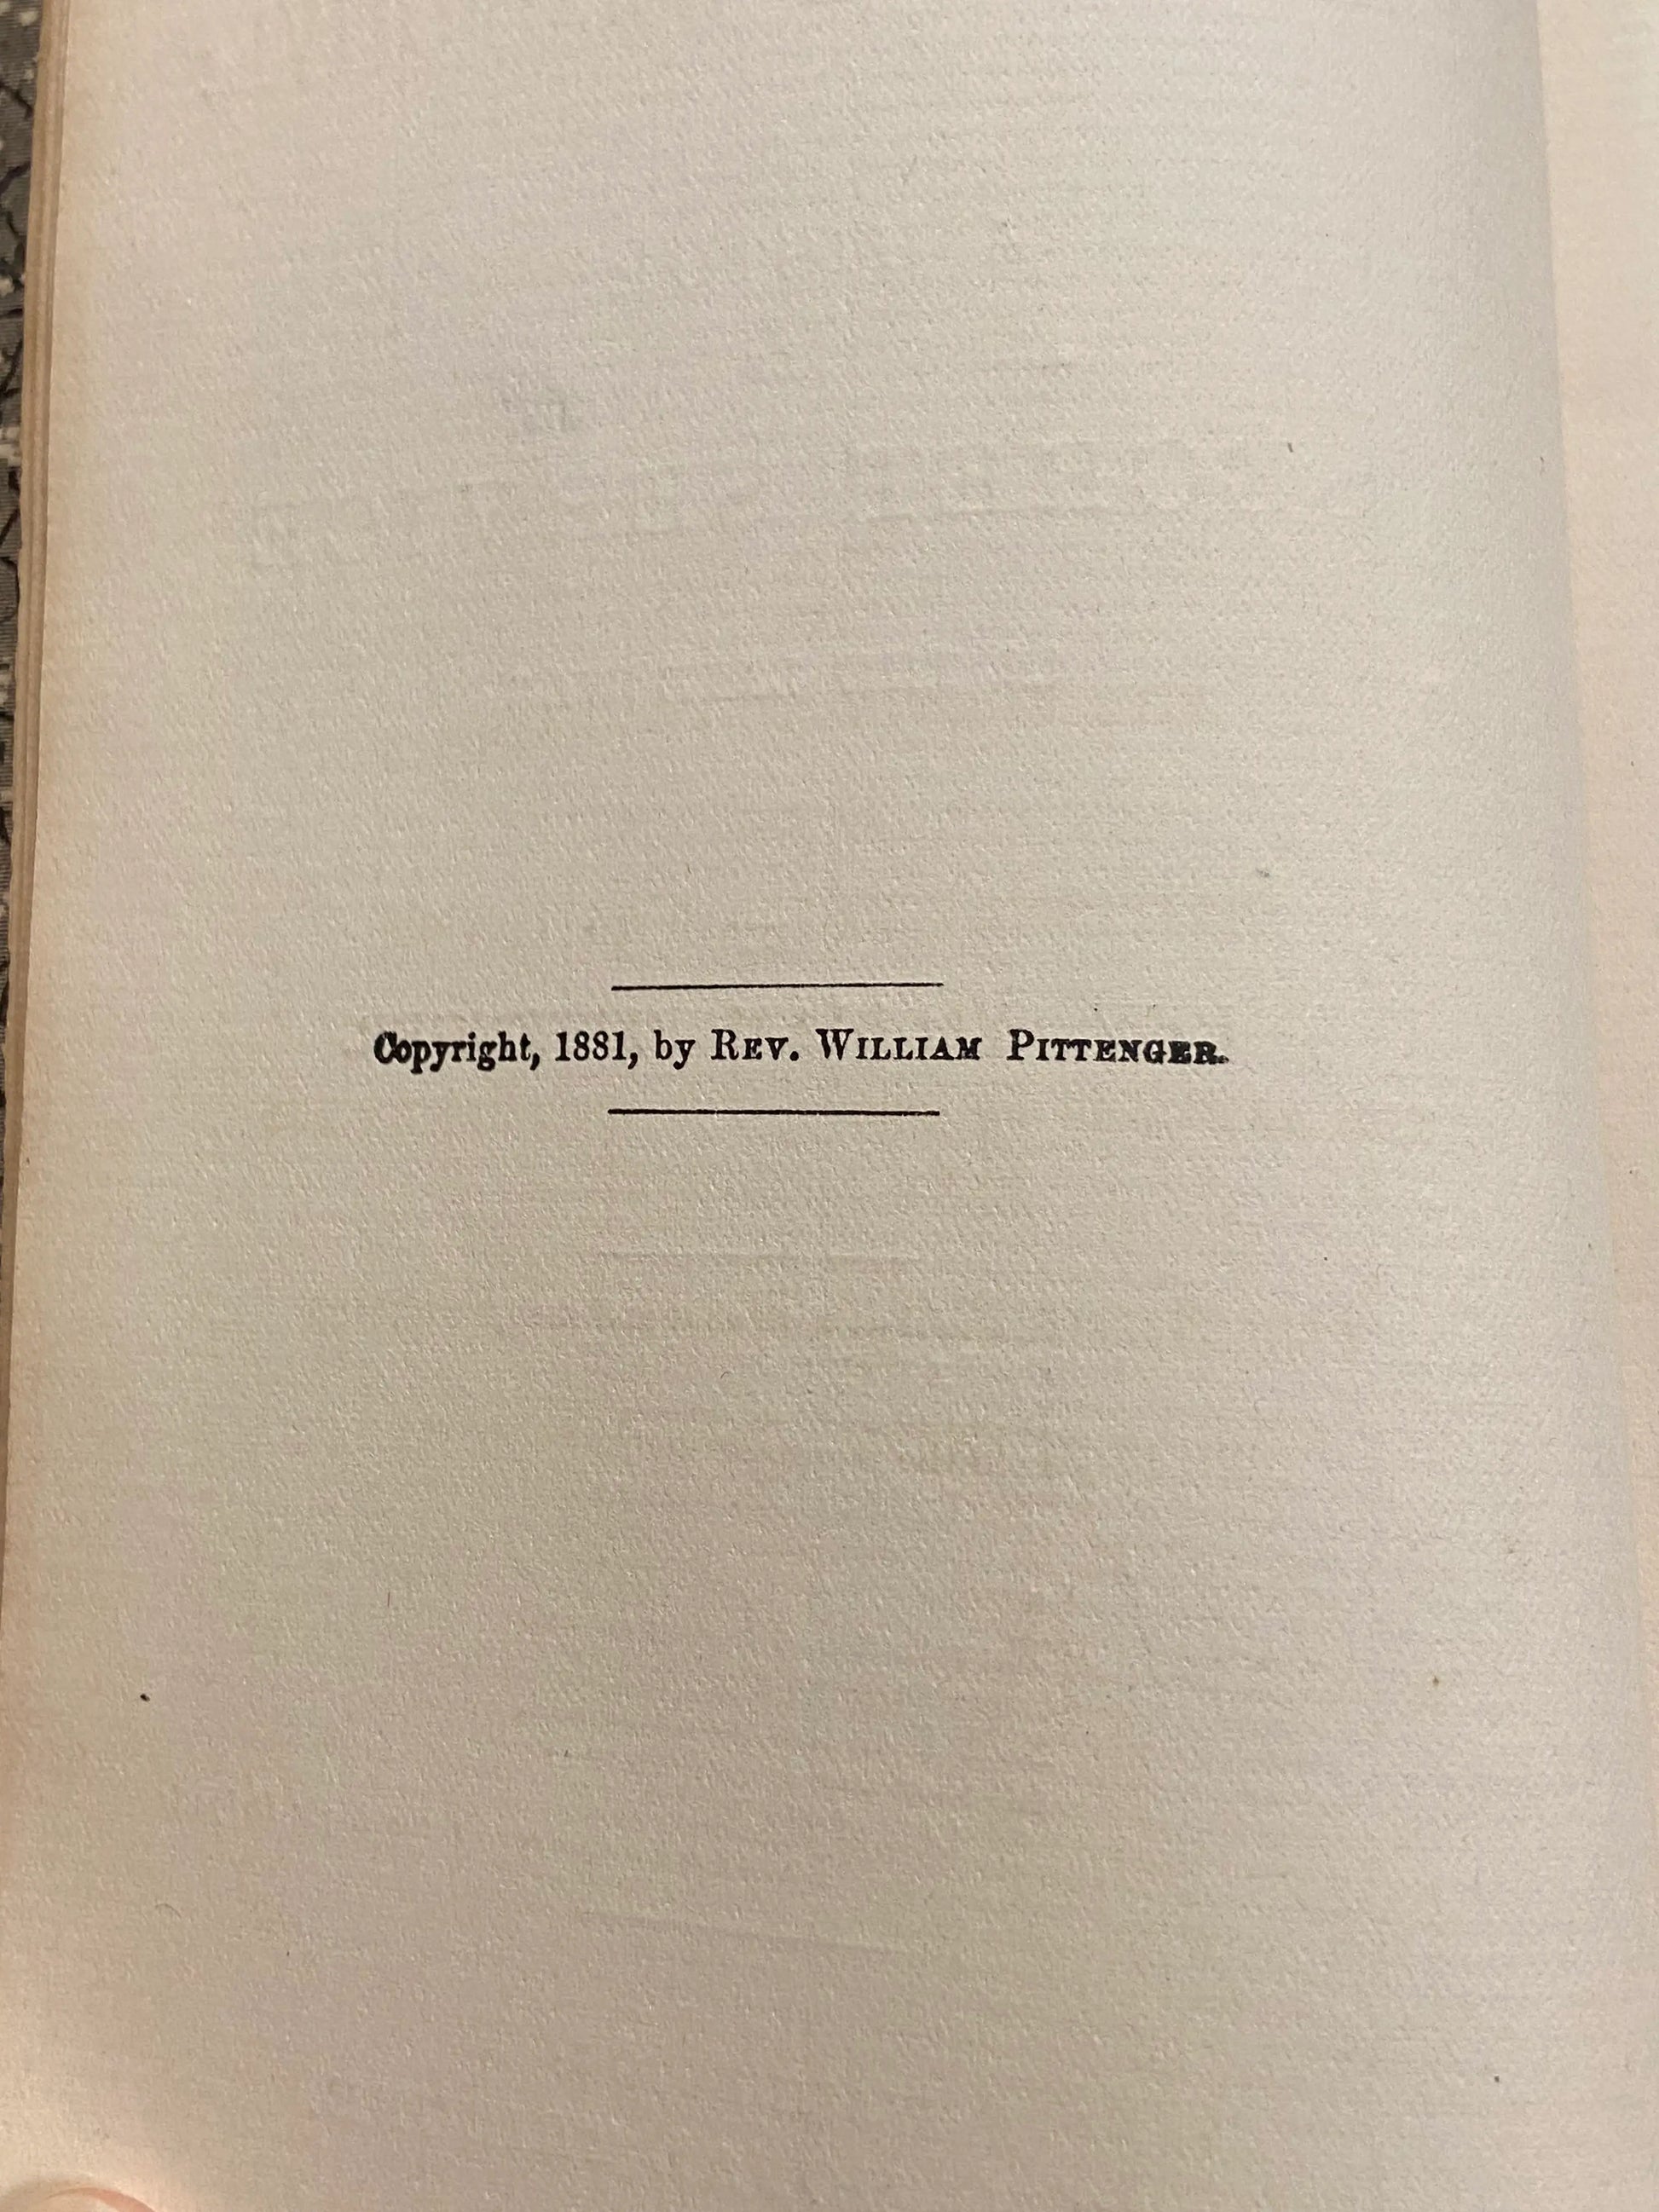 Copyright, 1881, by REV. WILLIAM PITTENGER.